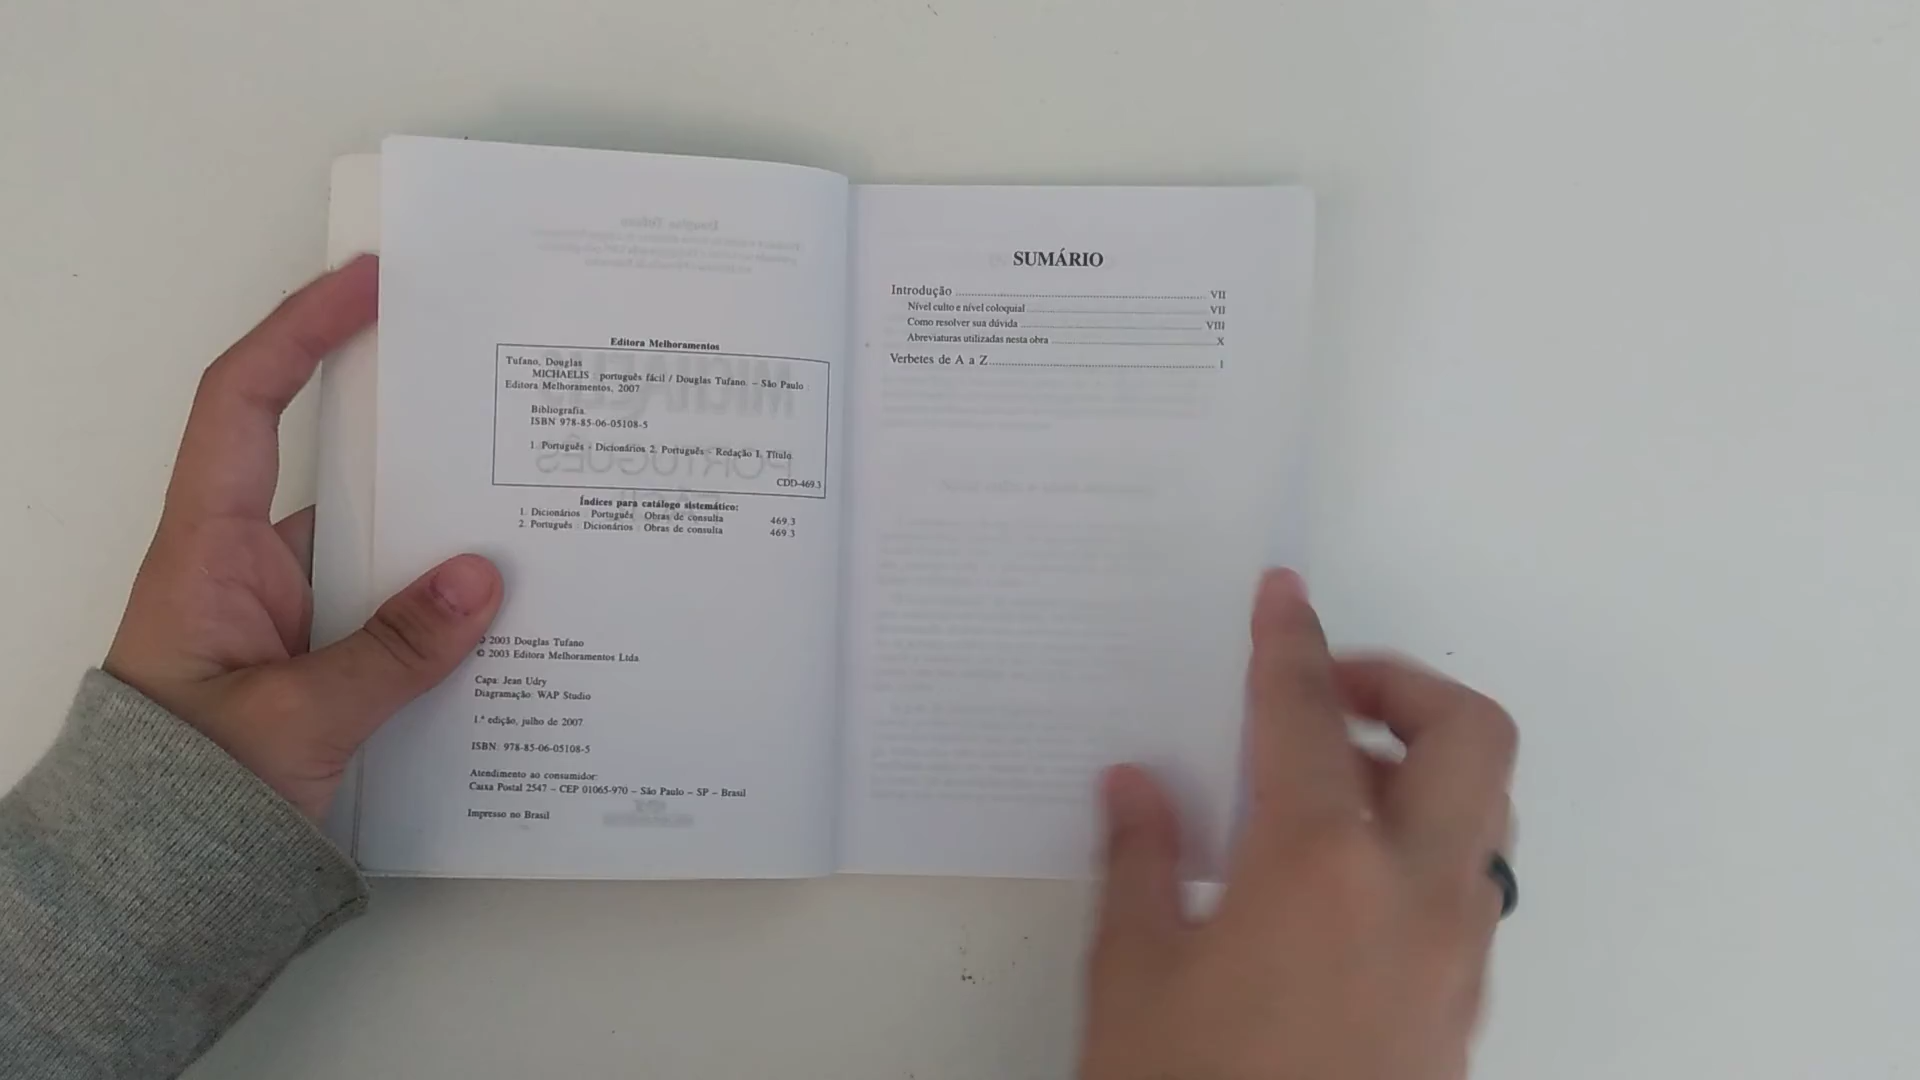 Editora Melhoramentos
Tufano, Douglas
MICHAELIS : português fácil / Douglas Tufano. – São Paulo :
Editora Melhoramentos, 2007.
Bibliografia.
ISBN 978-85-06-05108-5
1. Português - Dicionários 2. Português - Redação I. Título.
CDD-469.3
Índices para catálogo sistemático:
1. Dicionários : Português : Obras de consulta 469.3
2. Português : Dicionários : Obras de consulta 469.3
© 2003 Douglas Tufano
© 2003 Editora Melhoramentos Ltda.
Capa: Jean Udry
Diagramação: WAP Studio
1.ª edição, julho de 2007
ISBN: 978-85-06-05108-5
Atendimento ao consumidor:
Caixa Postal 2547 – CEP 01065-970 – São Paulo – SP – Brasil
Impresso no Brasil
SUMÁRIO
Introdução ........ VII
Nível culto e nível coloquial ........ VII
Como resolver sua dúvida ........ VIII
Abreviaturas utilizadas nesta obra ........ X
Verbetes de A a Z ........ 1